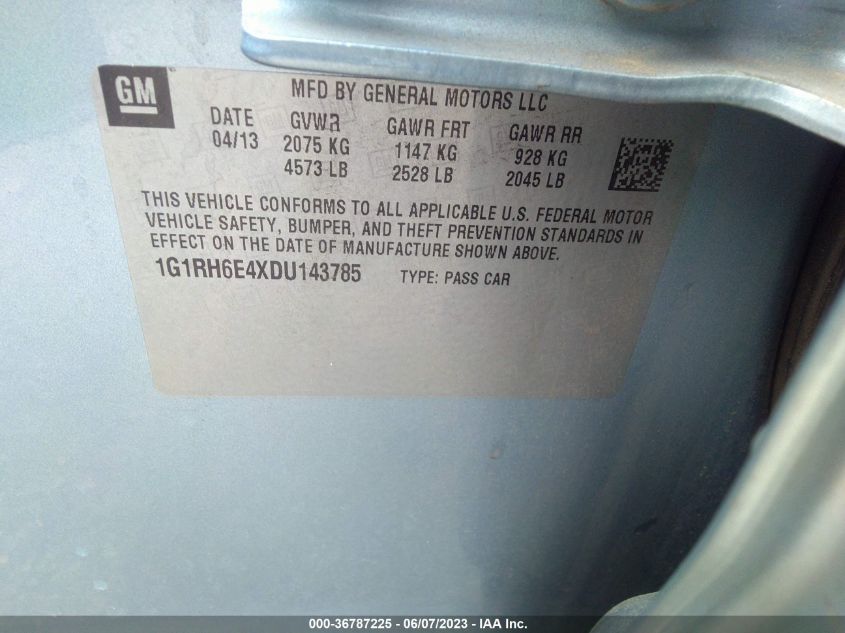 GM
MFD BY GENERAL MOTORS LLC
DATE GVWR GAWR FRT GAWR RR
04/13 2075 KG 1147 KG 928 KG
4573 LB 2528 LB 2045 LB
THIS VEHICLE CONFORMS TO ALL APPLICABLE U.S. FEDERAL MOTOR
VEHICLE SAFETY, BUMPER, AND THEFT PREVENTION STANDARDS IN
EFFECT ON THE DATE OF MANUFACTURE SHOWN ABOVE.
1G1RH6E4XDU143785 TYPE: PASS CAR
000-36787225 - 06/07/2023 - IAA Inc.